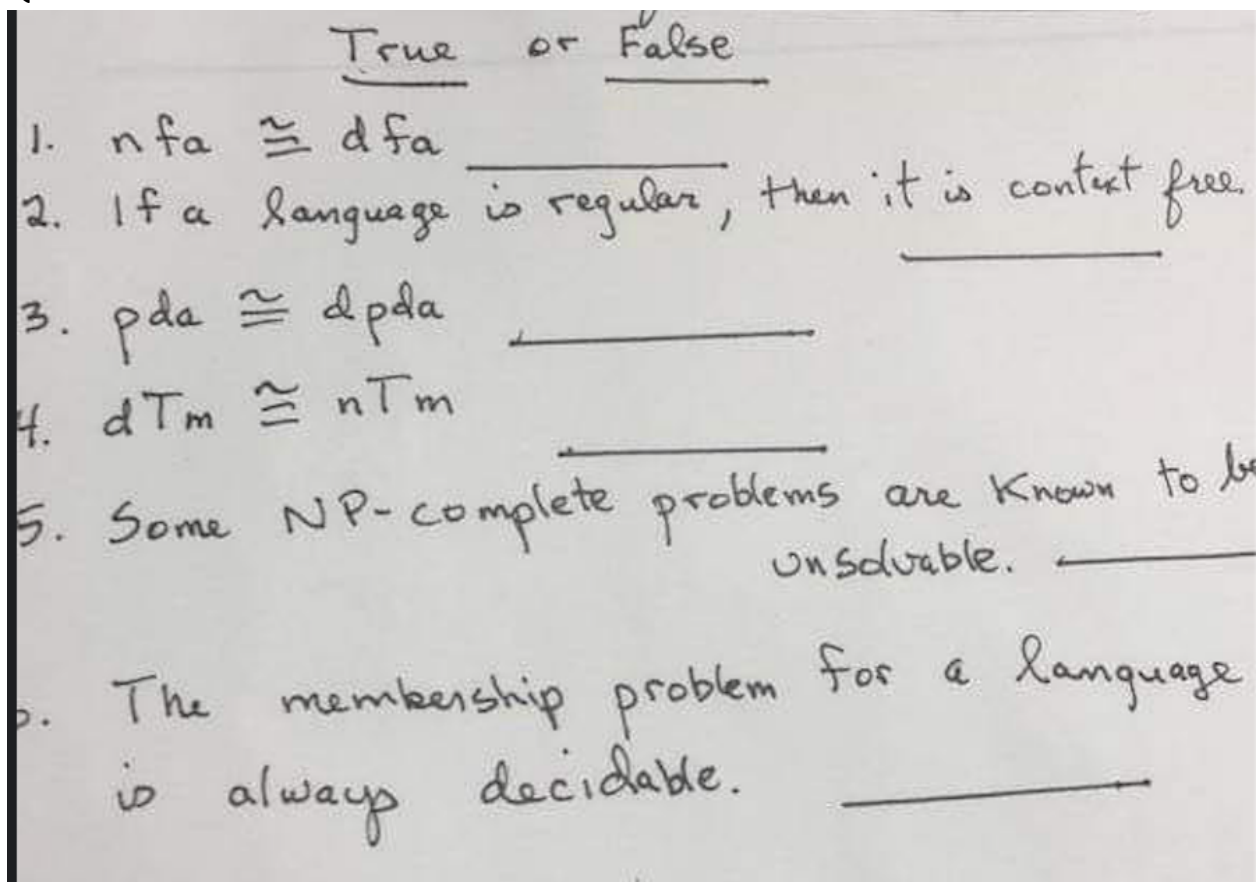 True or False
1. nfa ≅ dfa
2. If a language is regular, then it is context free.
3. pda ≅ dpda
4. dTm ≅ nTm
5. Some NP-complete problems are Known to be
unsolvable.
The membership problem for a language
is always decidable.